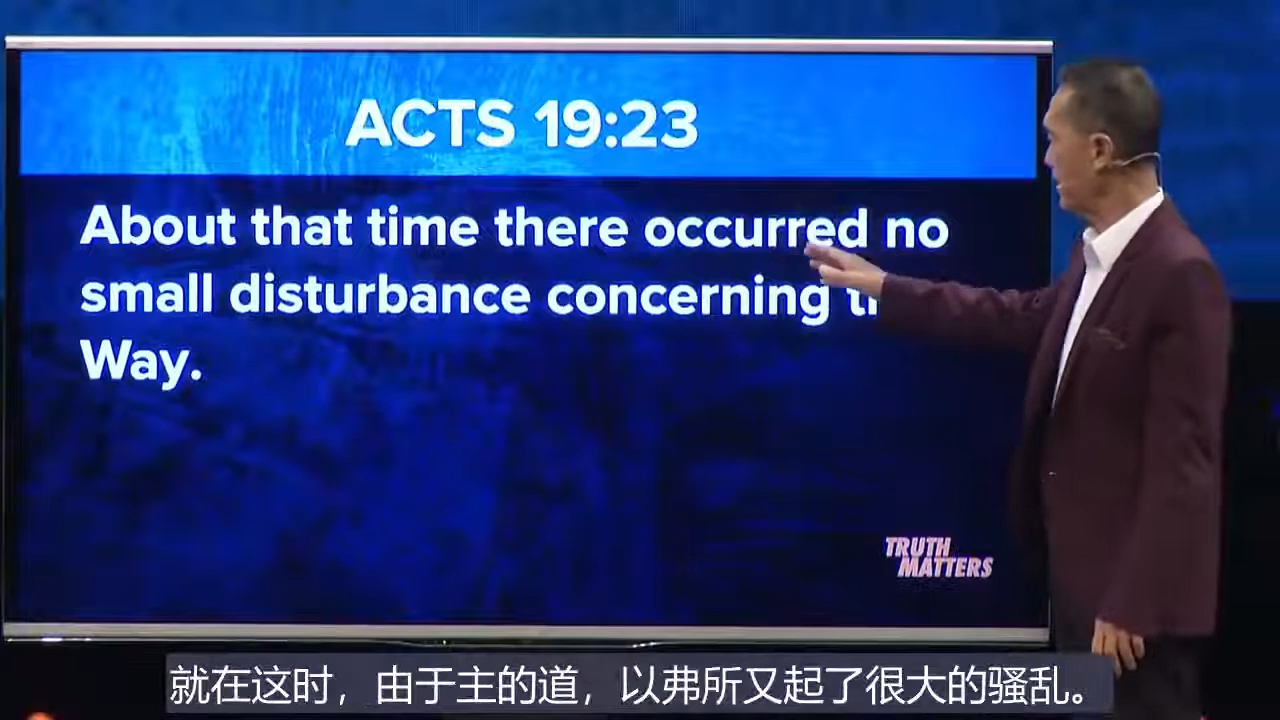 ACTS 19:23
About that time there occurred no
small disturbance concerning
Way.
TRUTH
MATTERS
就在这时，由于主的道，以弗所又起了很大的骚乱。